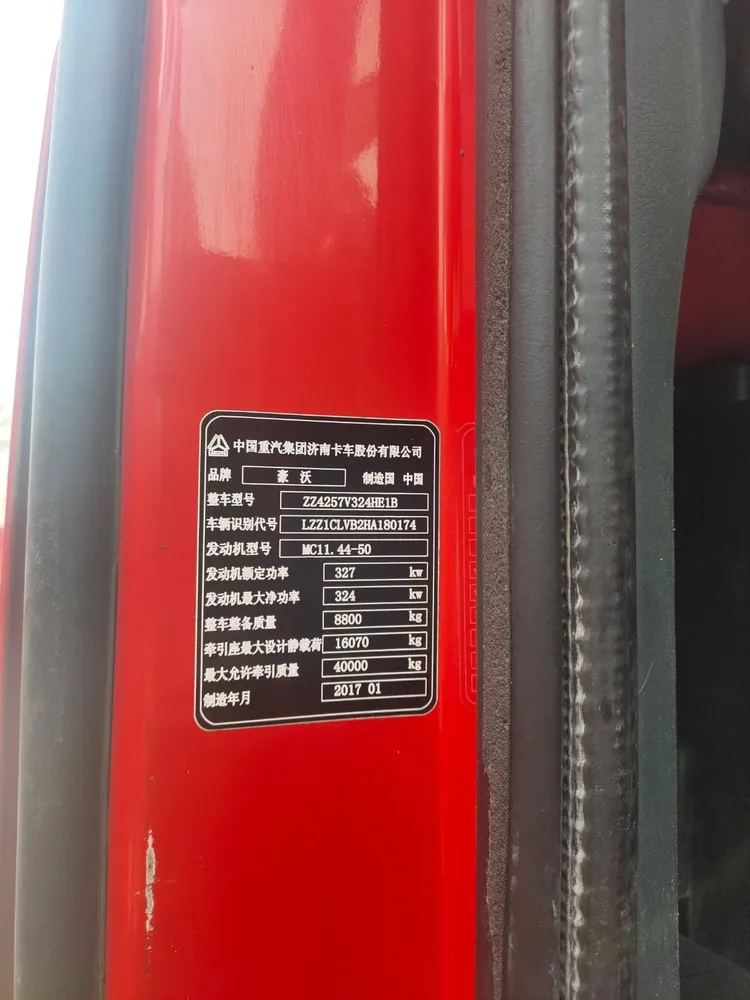 中国重汽集团济南卡车股份有限公司
品牌 豪沃 制造国 中国
整车型号 ZZ4257V324HE1B
车辆识别代号 LZZ1CLVB2HA180174
发动机型号 MC11.44-50
发动机额定功率 327 kw
发动机最大净功率 324 kw
整车整备质量 8800 kg
牵引座最大设计静载荷 16070 kg
最大允许牵引质量 40000 kg
制造年月 2017 01